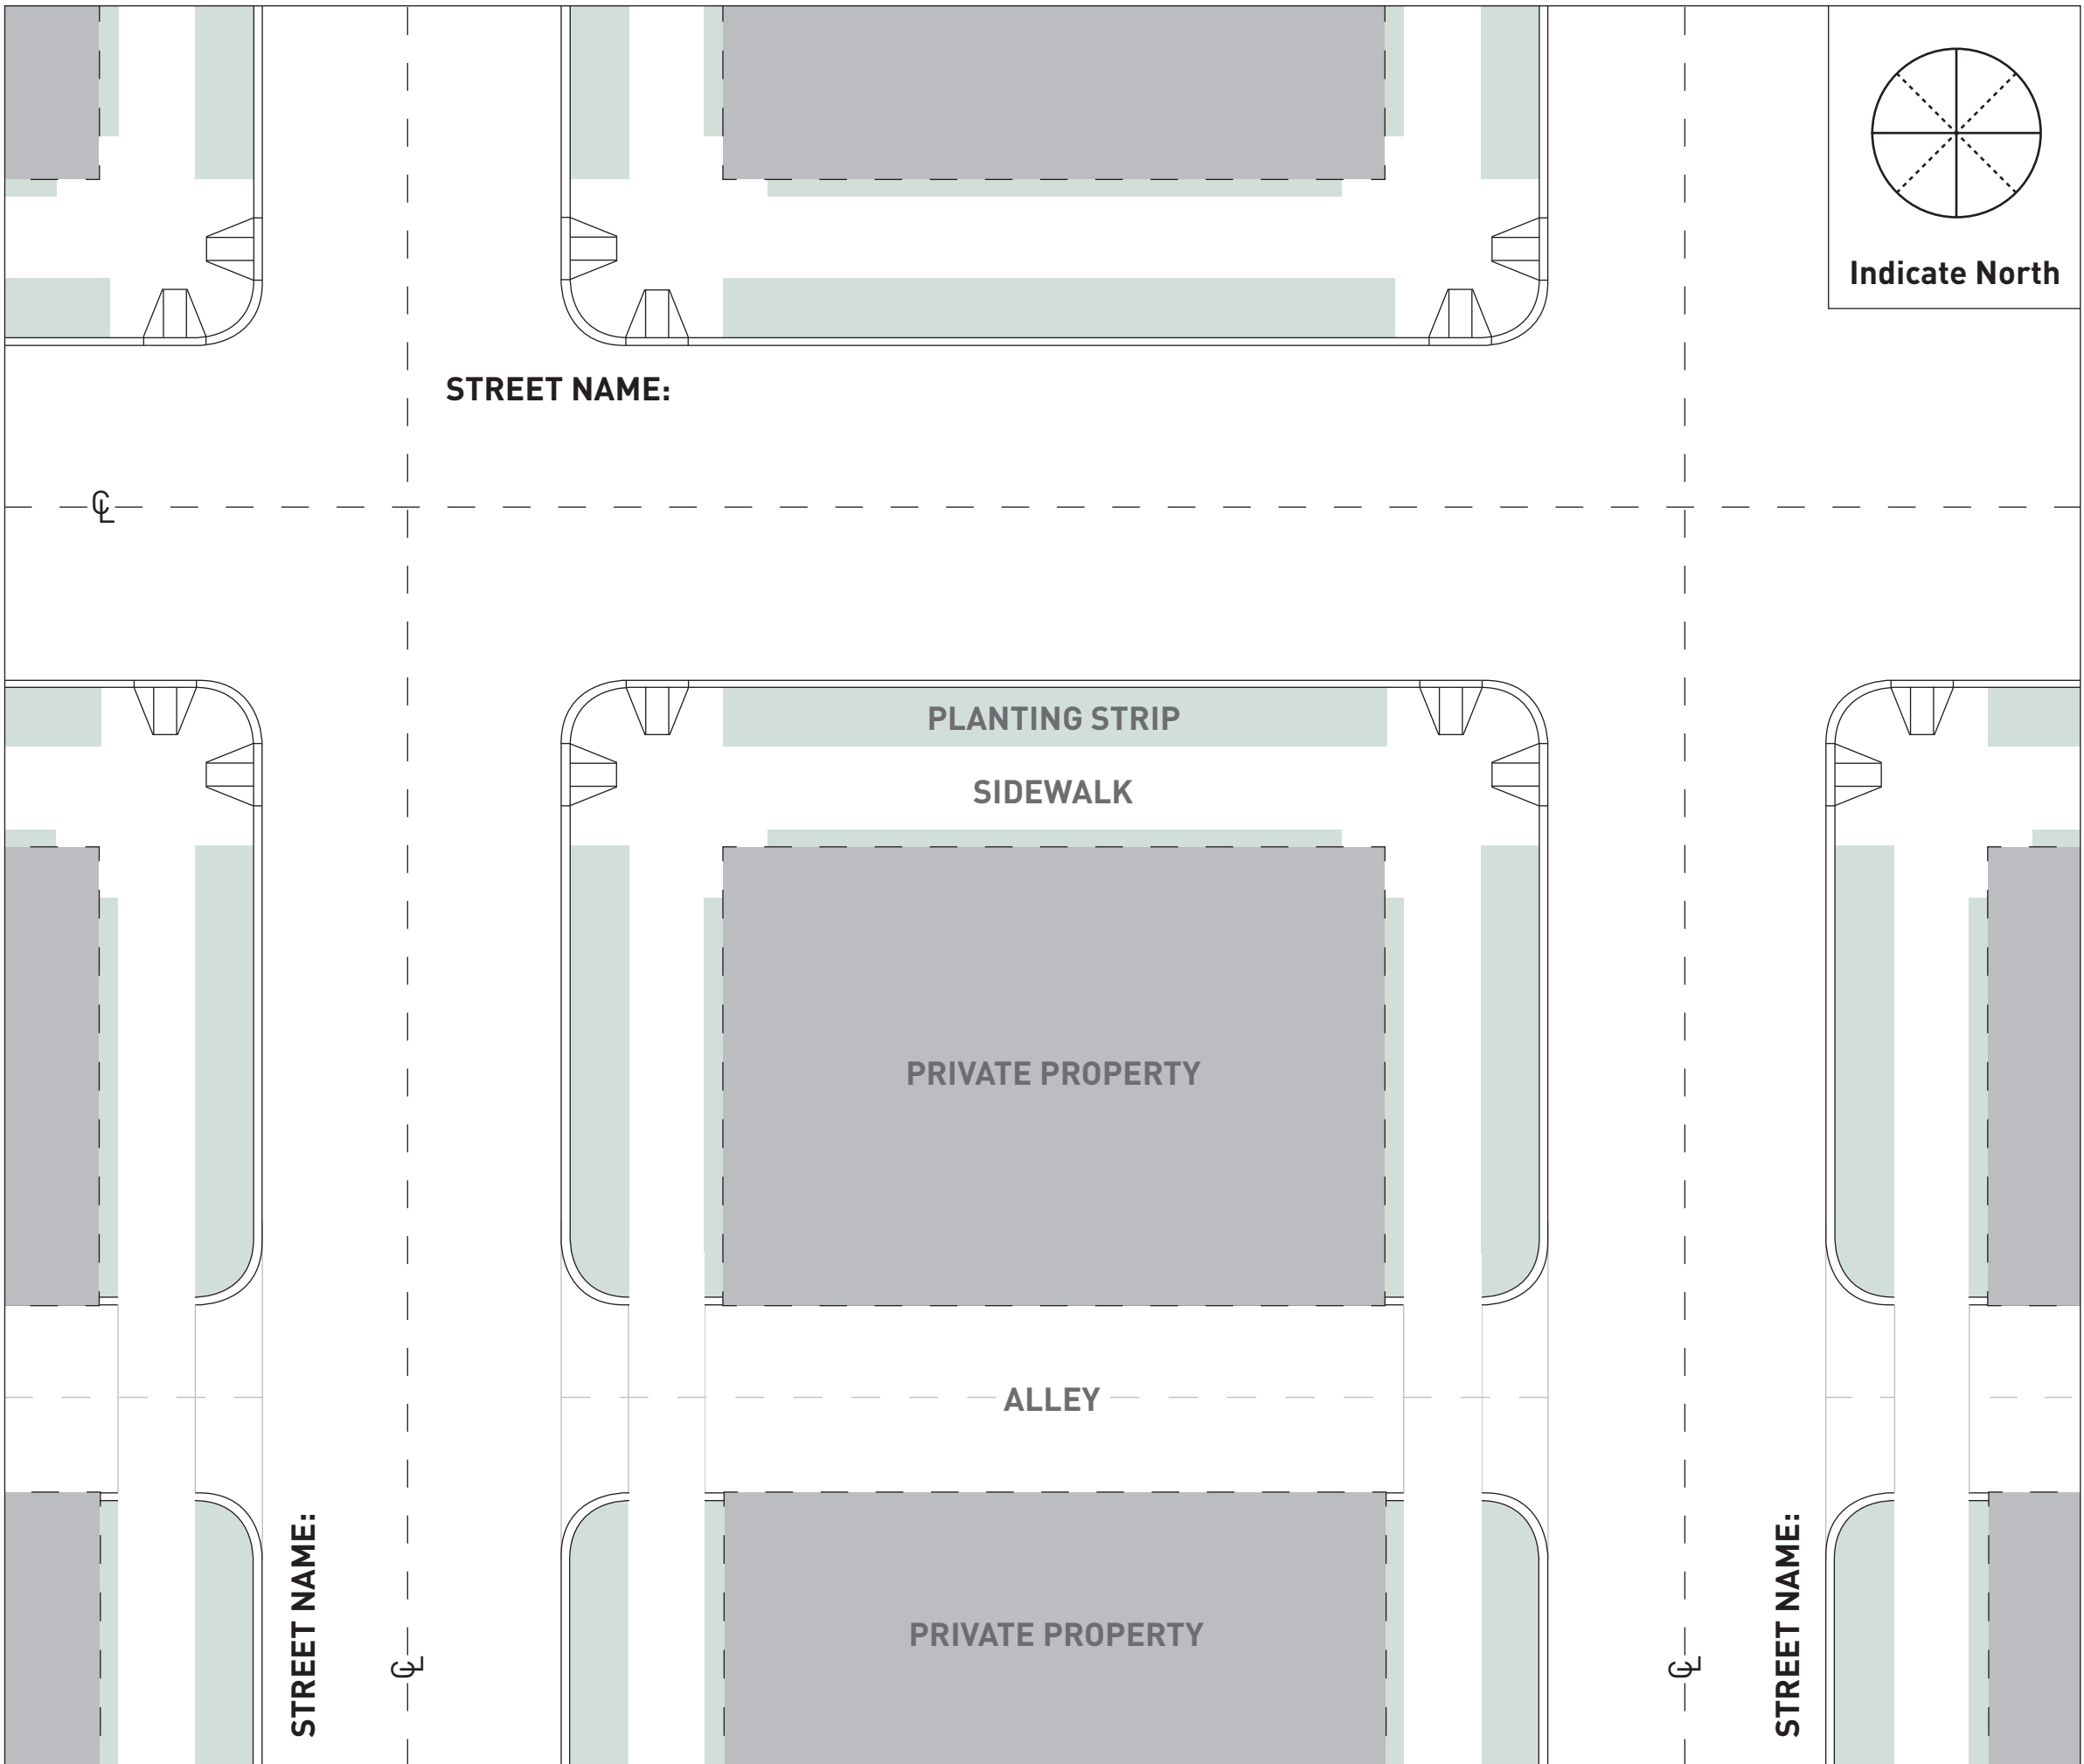 Indicate North
STREET NAME:
℄
PLANTING STRIP
SIDEWALK
PRIVATE PROPERTY
ALLEY
STREET NAME:
STREET NAME:
PRIVATE PROPERTY
℄
℄